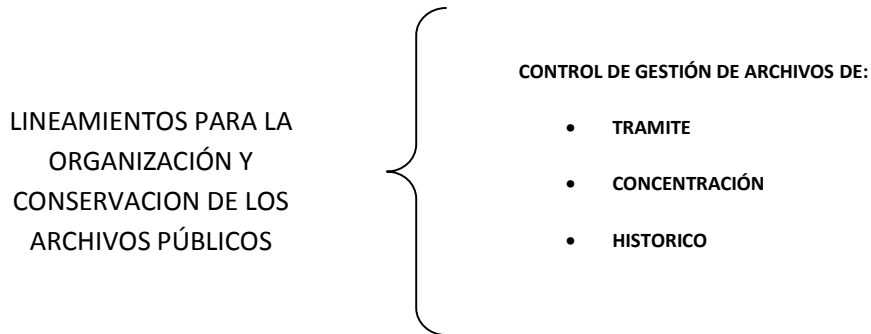 LINEAMIENTOS PARA LA
ORGANIZACIÓN Y
CONSERVACION DE LOS
ARCHIVOS PÚBLICOS
CONTROL DE GESTIÓN DE ARCHIVOS DE:
• TRAMITE
• CONCENTRACIÓN
• HISTORICO